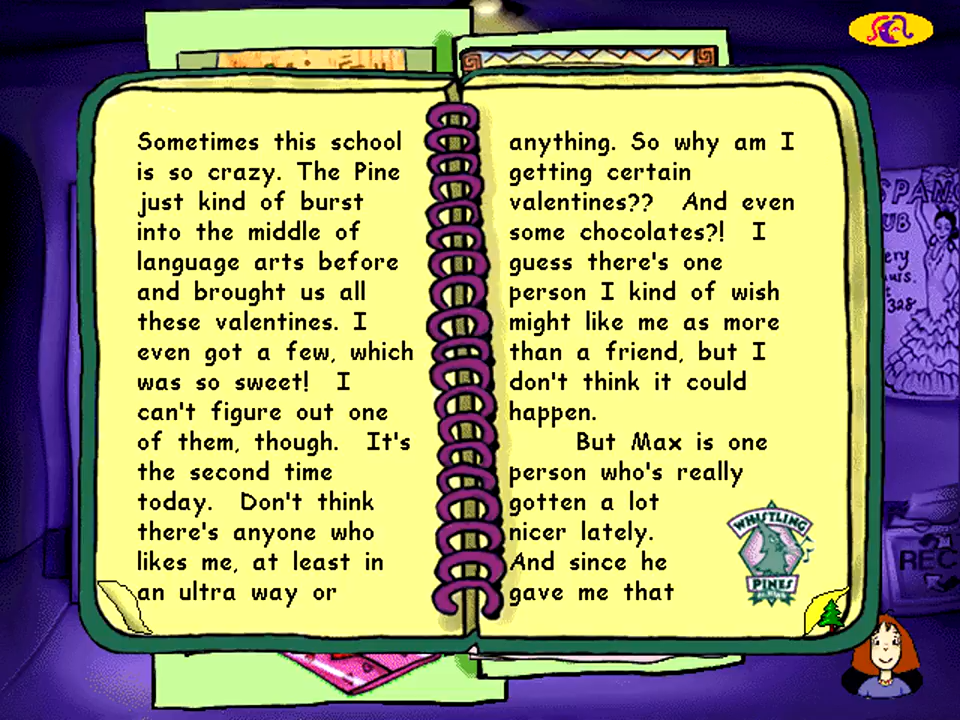 Sometimes this school
is so crazy. The Pine
just kind of burst
into the middle of
language arts before
and brought us all
these valentines. I
even got a few, which
was so sweet! I
can't figure out one
of them, though. It's
the second time
today. Don't think
there's anyone who
likes me, at least in
an ultra way or
anything. So why am I
getting certain
valentines?? And even
some chocolates?! I
guess there's one
person I kind of wish
might like me as more
than a friend, but I
don't think it could
happen.
But Max is one
person who's really
gotten a lot
nicer lately.
And since he
gave me that
WHISTLING
PINES
REC
328